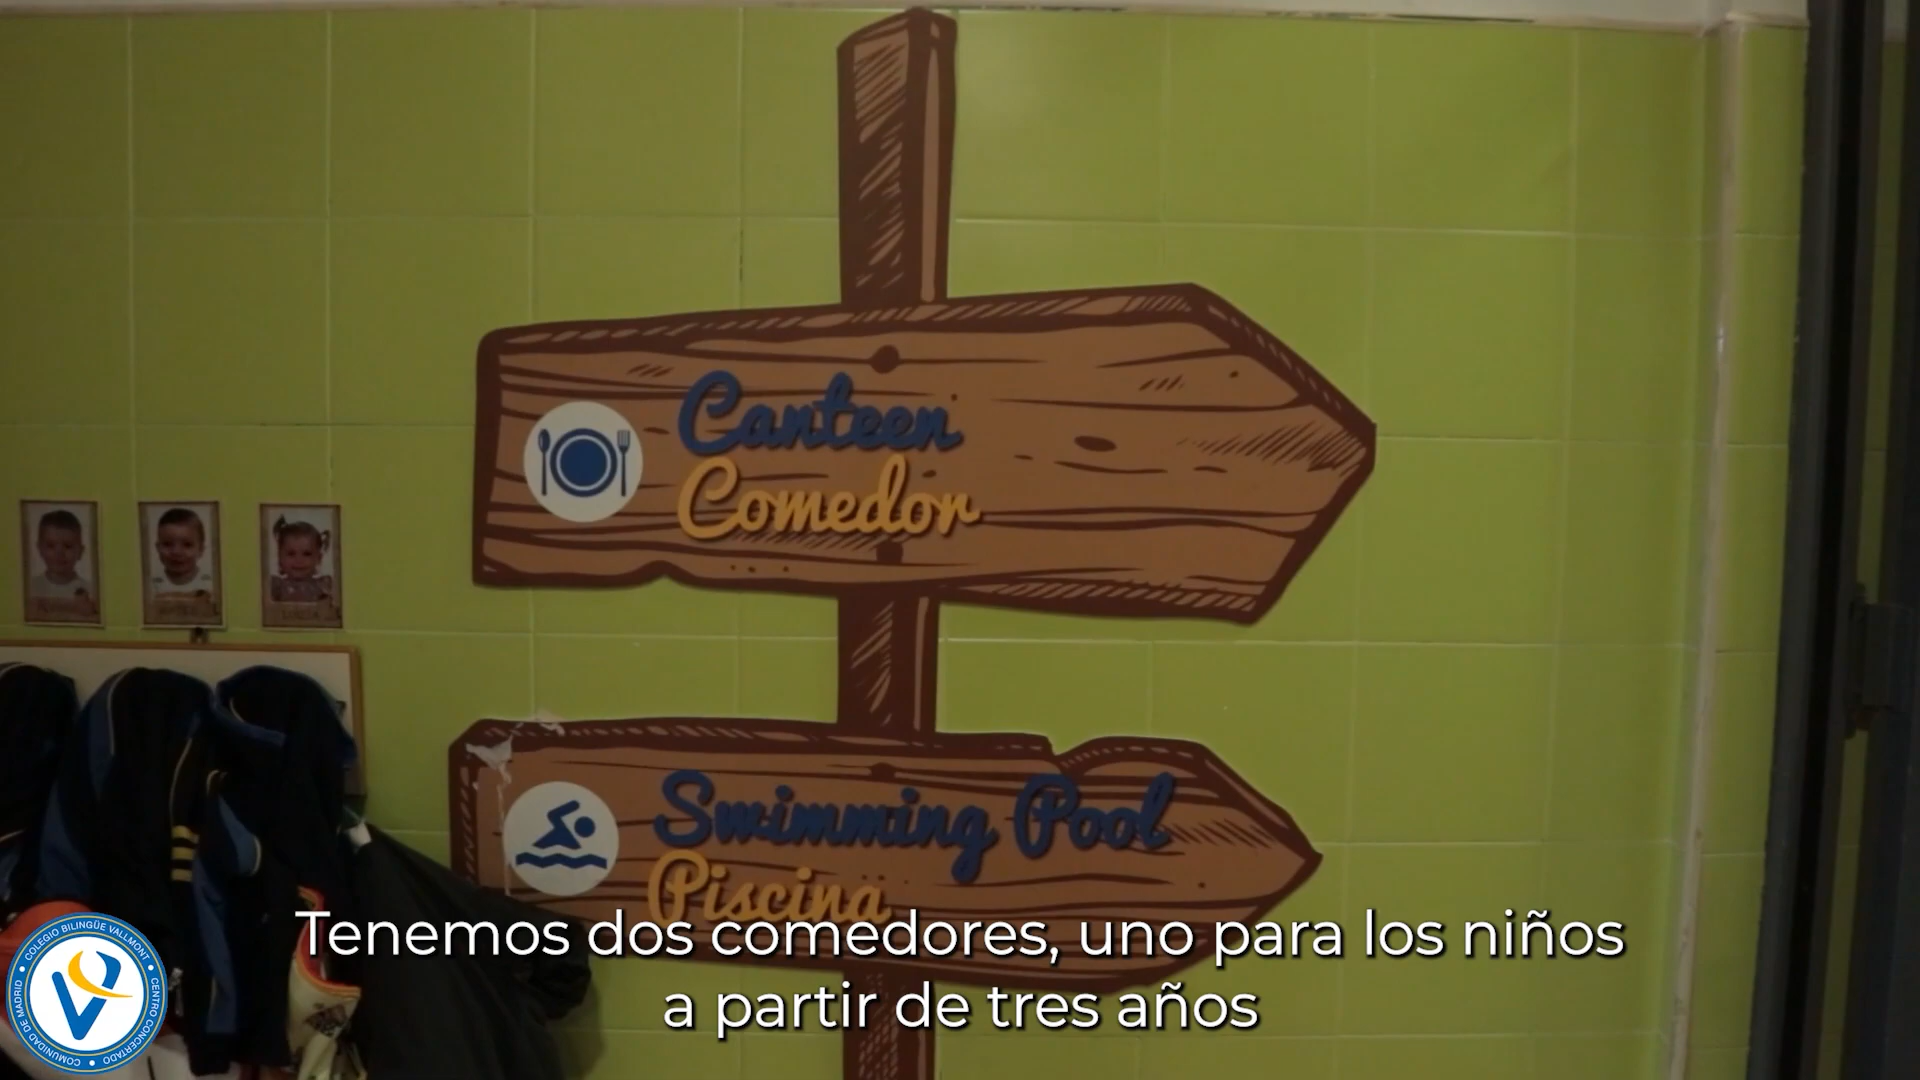 Canteen
Comedor
Swimming Pool
Piscina
Tenemos dos comedores, uno para los niños
a partir de tres años
COLEGIO BILINGÜE VALLMONT • CENTRO CONCERTADO • COMUNIDAD DE MADRID •